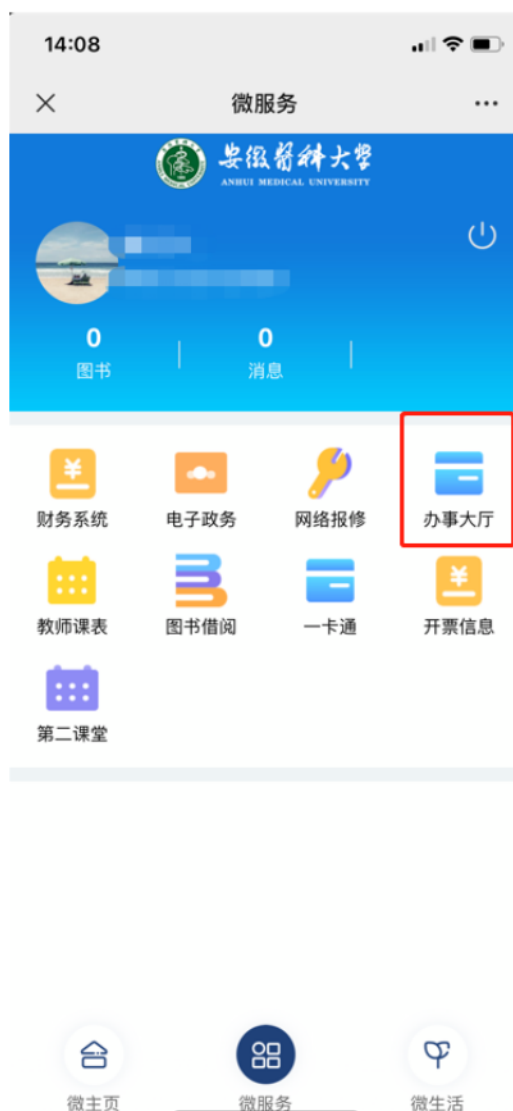 14:08
微服务
安徽医科大学
ANHUI MEDICAL UNIVERSITY
0 0
图书 消息
财务系统 电子政务 网络报修 办事大厅
教师课表 图书借阅 一卡通 开票信息
第二课堂
微主页 微服务 微生活